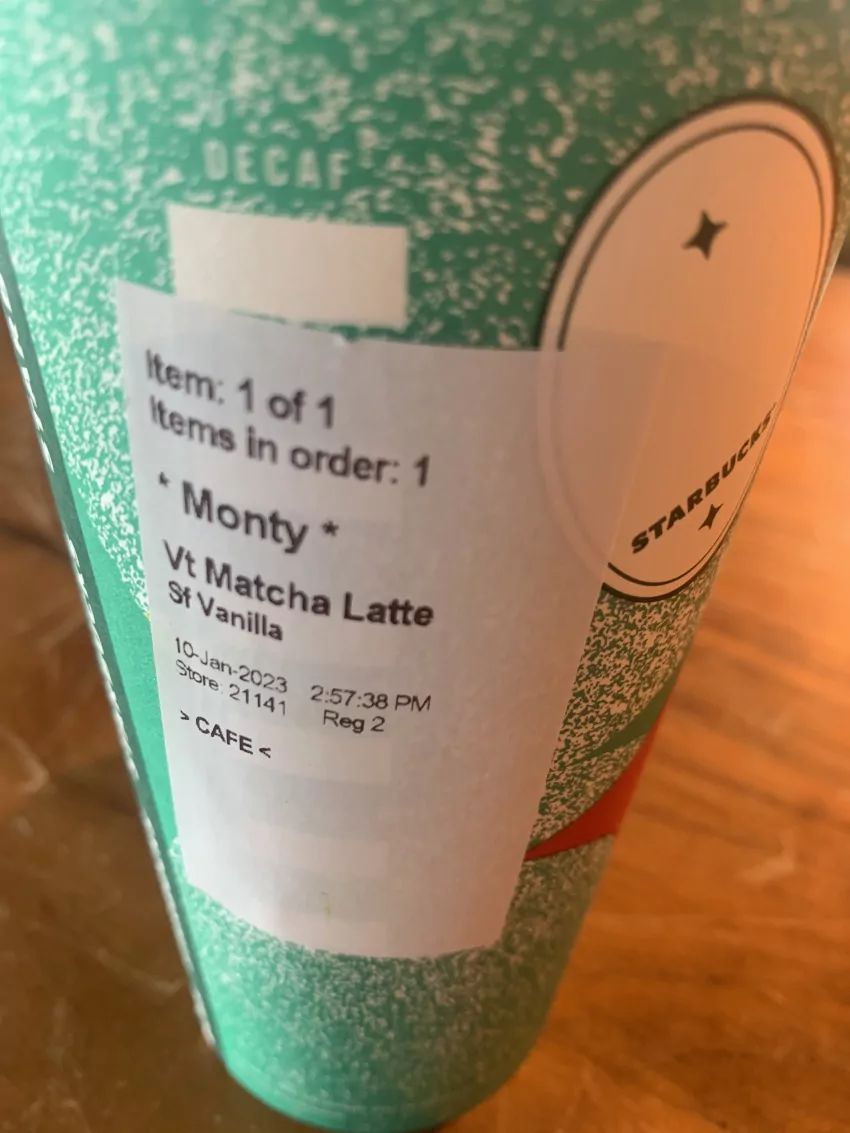 DECAF
Item: 1 of 1
Items in order: 1
* Monty *
Vt Matcha Latte
Sf Vanilla
10-Jan-2023 2:57:38 PM
Store: 21141 Reg 2
> CAFE <
STARBUCKS